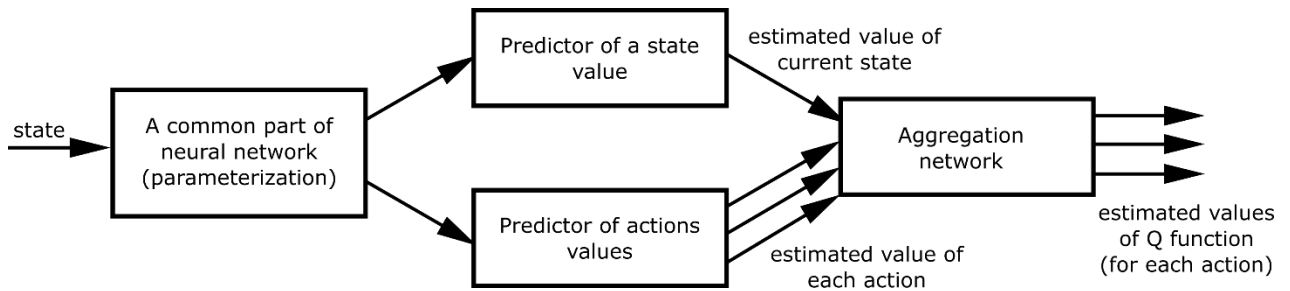 state
A common part of
neural network
(parameterization)
Predictor of a state
value
estimated value of
current state
Predictor of actions
values
estimated value of
each action
Aggregation
network
estimated values
of Q function
(for each action)